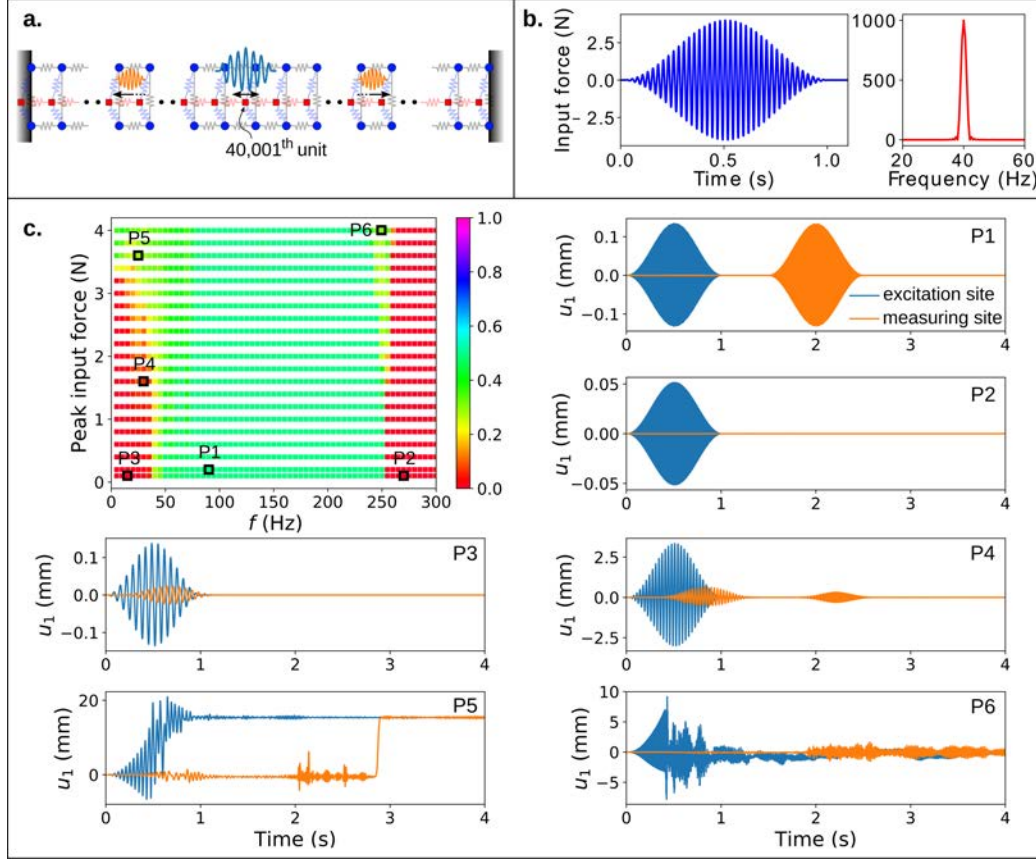 a.
40,001th unit
b.
Input force (N)
4
2
0.0
−2
0.0 0.5 1.0
Time (s)
1000
500
0
20 40 60
Frequency (Hz)
c.
Peak input force (N)
4
3
2
1
0
P5
P6
P4
P3
P1
P2
0 50 100 150 200 250 300
f (Hz)
1.0
0.8
0.6
0.4
0.2
0.0
P1
u1 (mm)
0.1
0.0
−0.1
excitation site
measuring site
0 1 2 3 4
P2
u1 (mm)
0.05
0.00
−0.05
0 1 2 3 4
P3
u1 (mm)
0.1
0.0
−0.1
0 1 2 3 4
P4
u1 (mm)
2.5
0.0
−2.5
0 1 2 3 4
P5
u1 (mm)
20
0
0 1 2 3 4
Time (s)
P6
u1 (mm)
10
5
0
−5
0 1 2 3 4
Time (s)